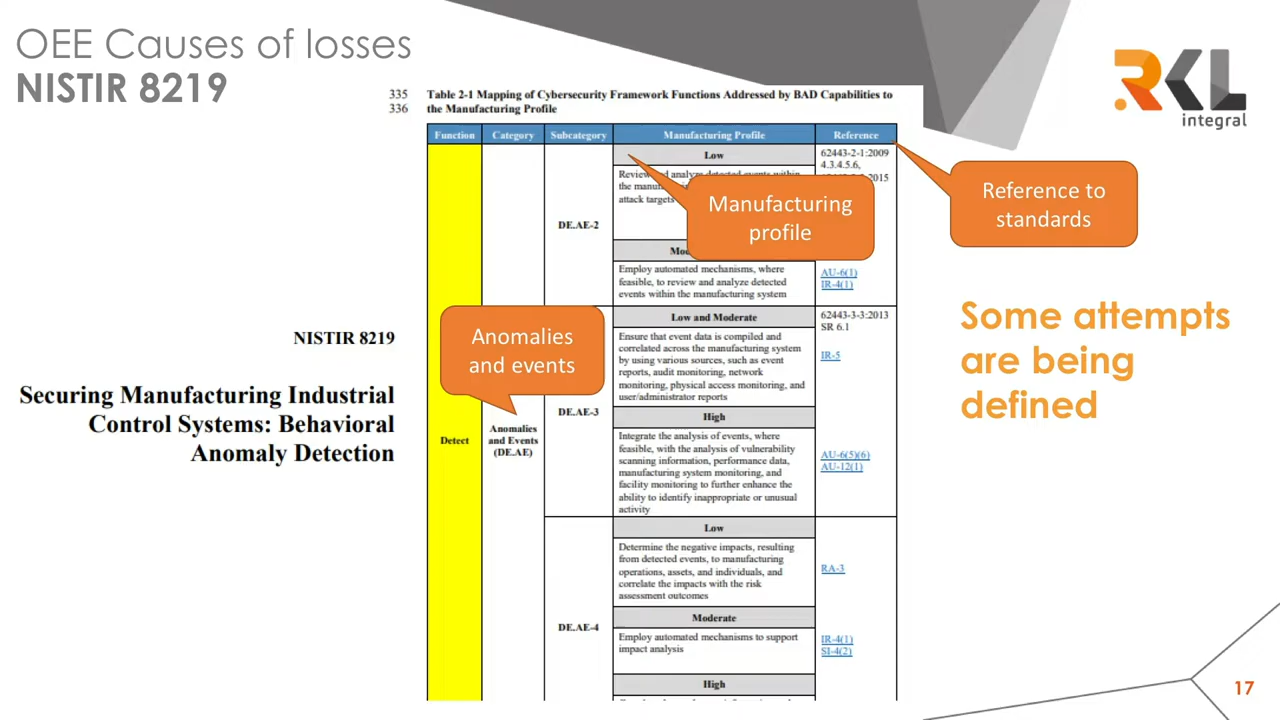 OEE Causes of losses
NISTIR 8219
RKL
integral
335 Table 2-1 Mapping of Cybersecurity Framework Functions Addressed by BAD Capabilities to
336 the Manufacturing Profile
Function Category Subcategory Manufacturing Profile Reference
Low
62443-2-1:2009
4.3.4.5.6,
2015
Review and analyze detected events within
the
attack targets
DE.AE-2
Manufacturing
profile
Reference to
standards
Employ automated mechanisms, where
feasible, to review and analyze detected
events within the manufacturing system
AU-6(1)
IR-4(1)
Anomalies
and events
Low and Moderate
Ensure that event data is compiled and
correlated across the manufacturing system
by using various sources, such as event
reports, audit monitoring, network
monitoring, physical access monitoring, and
user/administrator reports
62443-3-3:2013
SR 6.1
IR-5
DE.AE-3
High
Integrate the analysis of events, where
feasible, with the analysis of vulnerability
scanning information, performance data,
manufacturing system monitoring, and
facility monitoring to further enhance the
ability to identify inappropriate or unusual
activity
AU-6(5)(6)
AU-12(1)
Detect
Anomalies
and Events
(DE.AE)
Low
Determine the negative impacts, resulting
from detected events, to manufacturing
operations, assets, and individuals, and
correlate the impacts with the risk
assessment outcomes
RA-3
DE.AE-4
Moderate
Employ automated mechanisms to support
impact analysis
IR-4(1)
SI-4(2)
High
NISTIR 8219
Securing Manufacturing Industrial
Control Systems: Behavioral
Anomaly Detection
Some attempts
are being
defined
17